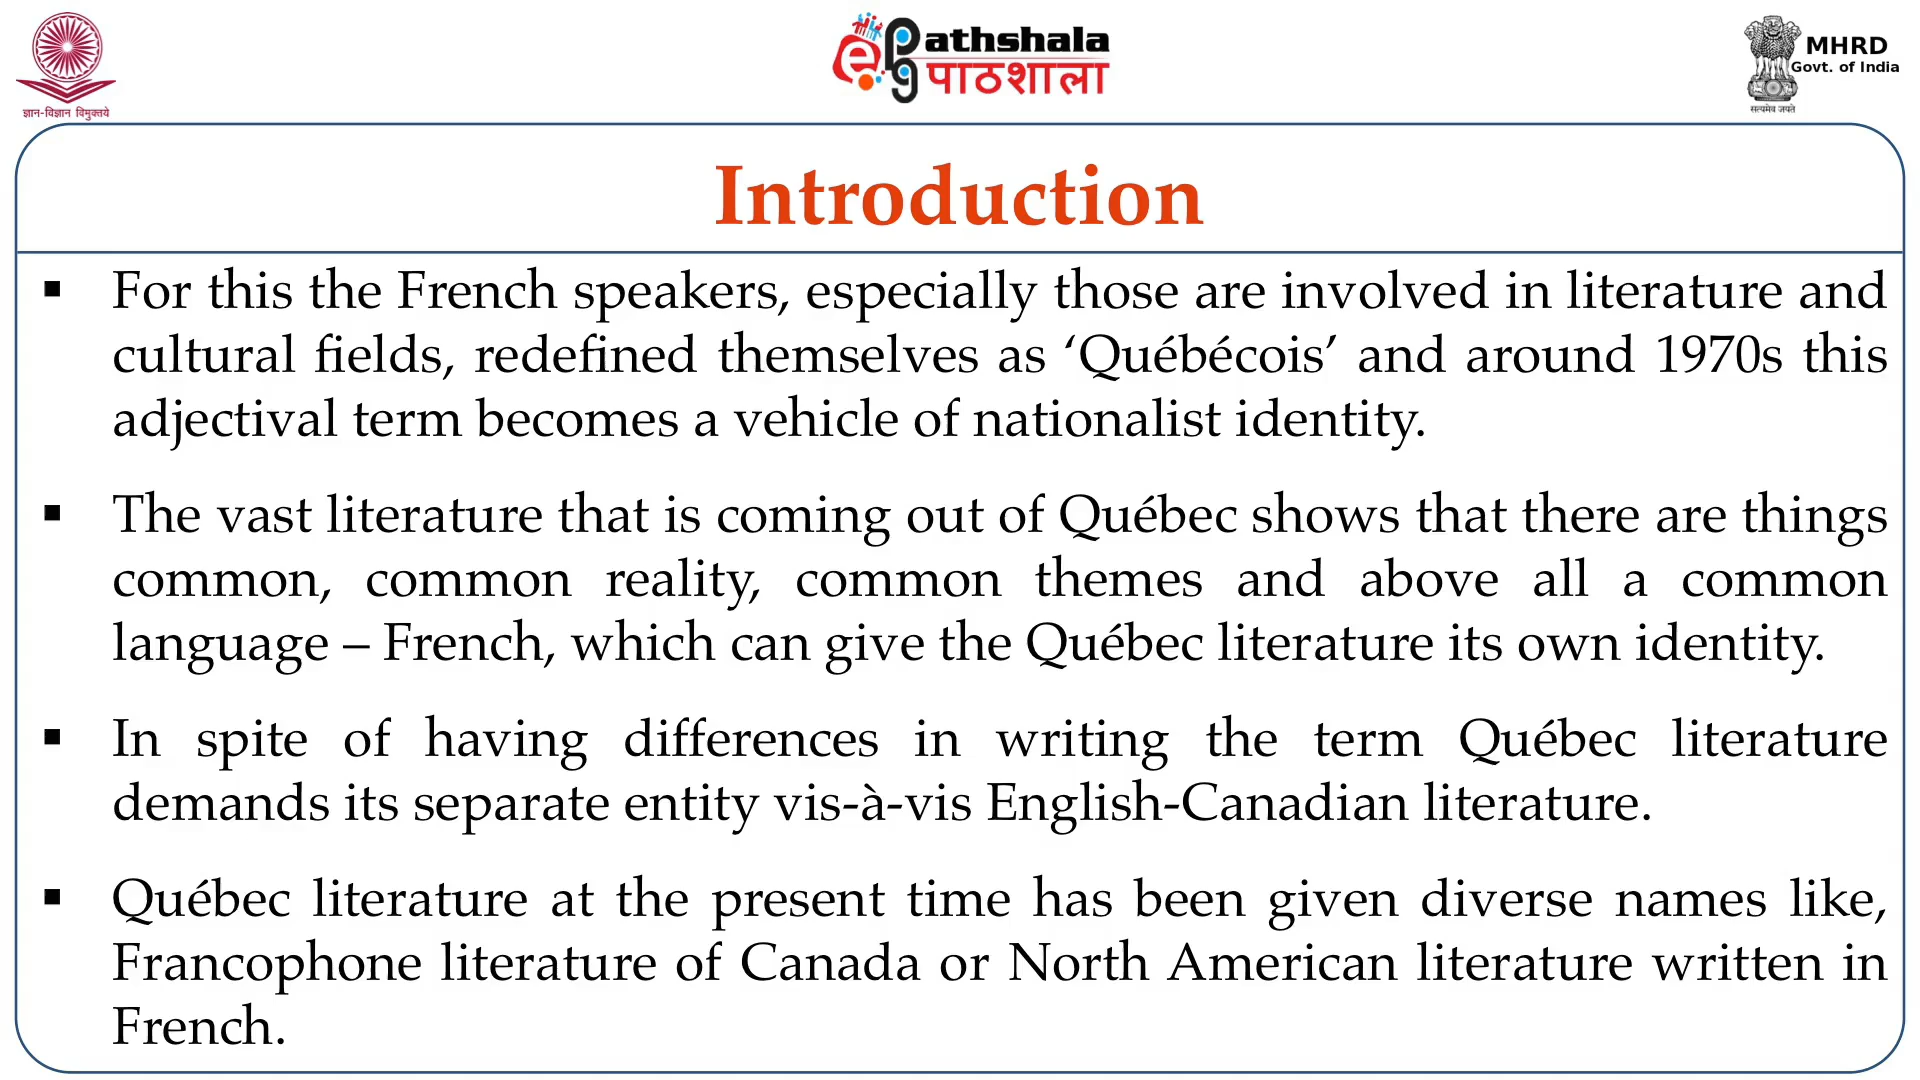 ज्ञान-विज्ञान विमुक्तये
e Pg Pathshala
पाठशाला
MHRD
Govt. of India
सत्यमेव जयते
Introduction
▪ For this the French speakers, especially those are involved in literature and
cultural fields, redefined themselves as ‘Québécois’ and around 1970s this
adjectival term becomes a vehicle of nationalist identity.
▪ The vast literature that is coming out of Québec shows that there are things
common, common reality, common themes and above all a common
language – French, which can give the Québec literature its own identity.
▪ In spite of having differences in writing the term Québec literature
demands its separate entity vis-à-vis English-Canadian literature.
▪ Québec literature at the present time has been given diverse names like,
Francophone literature of Canada or North American literature written in
French.